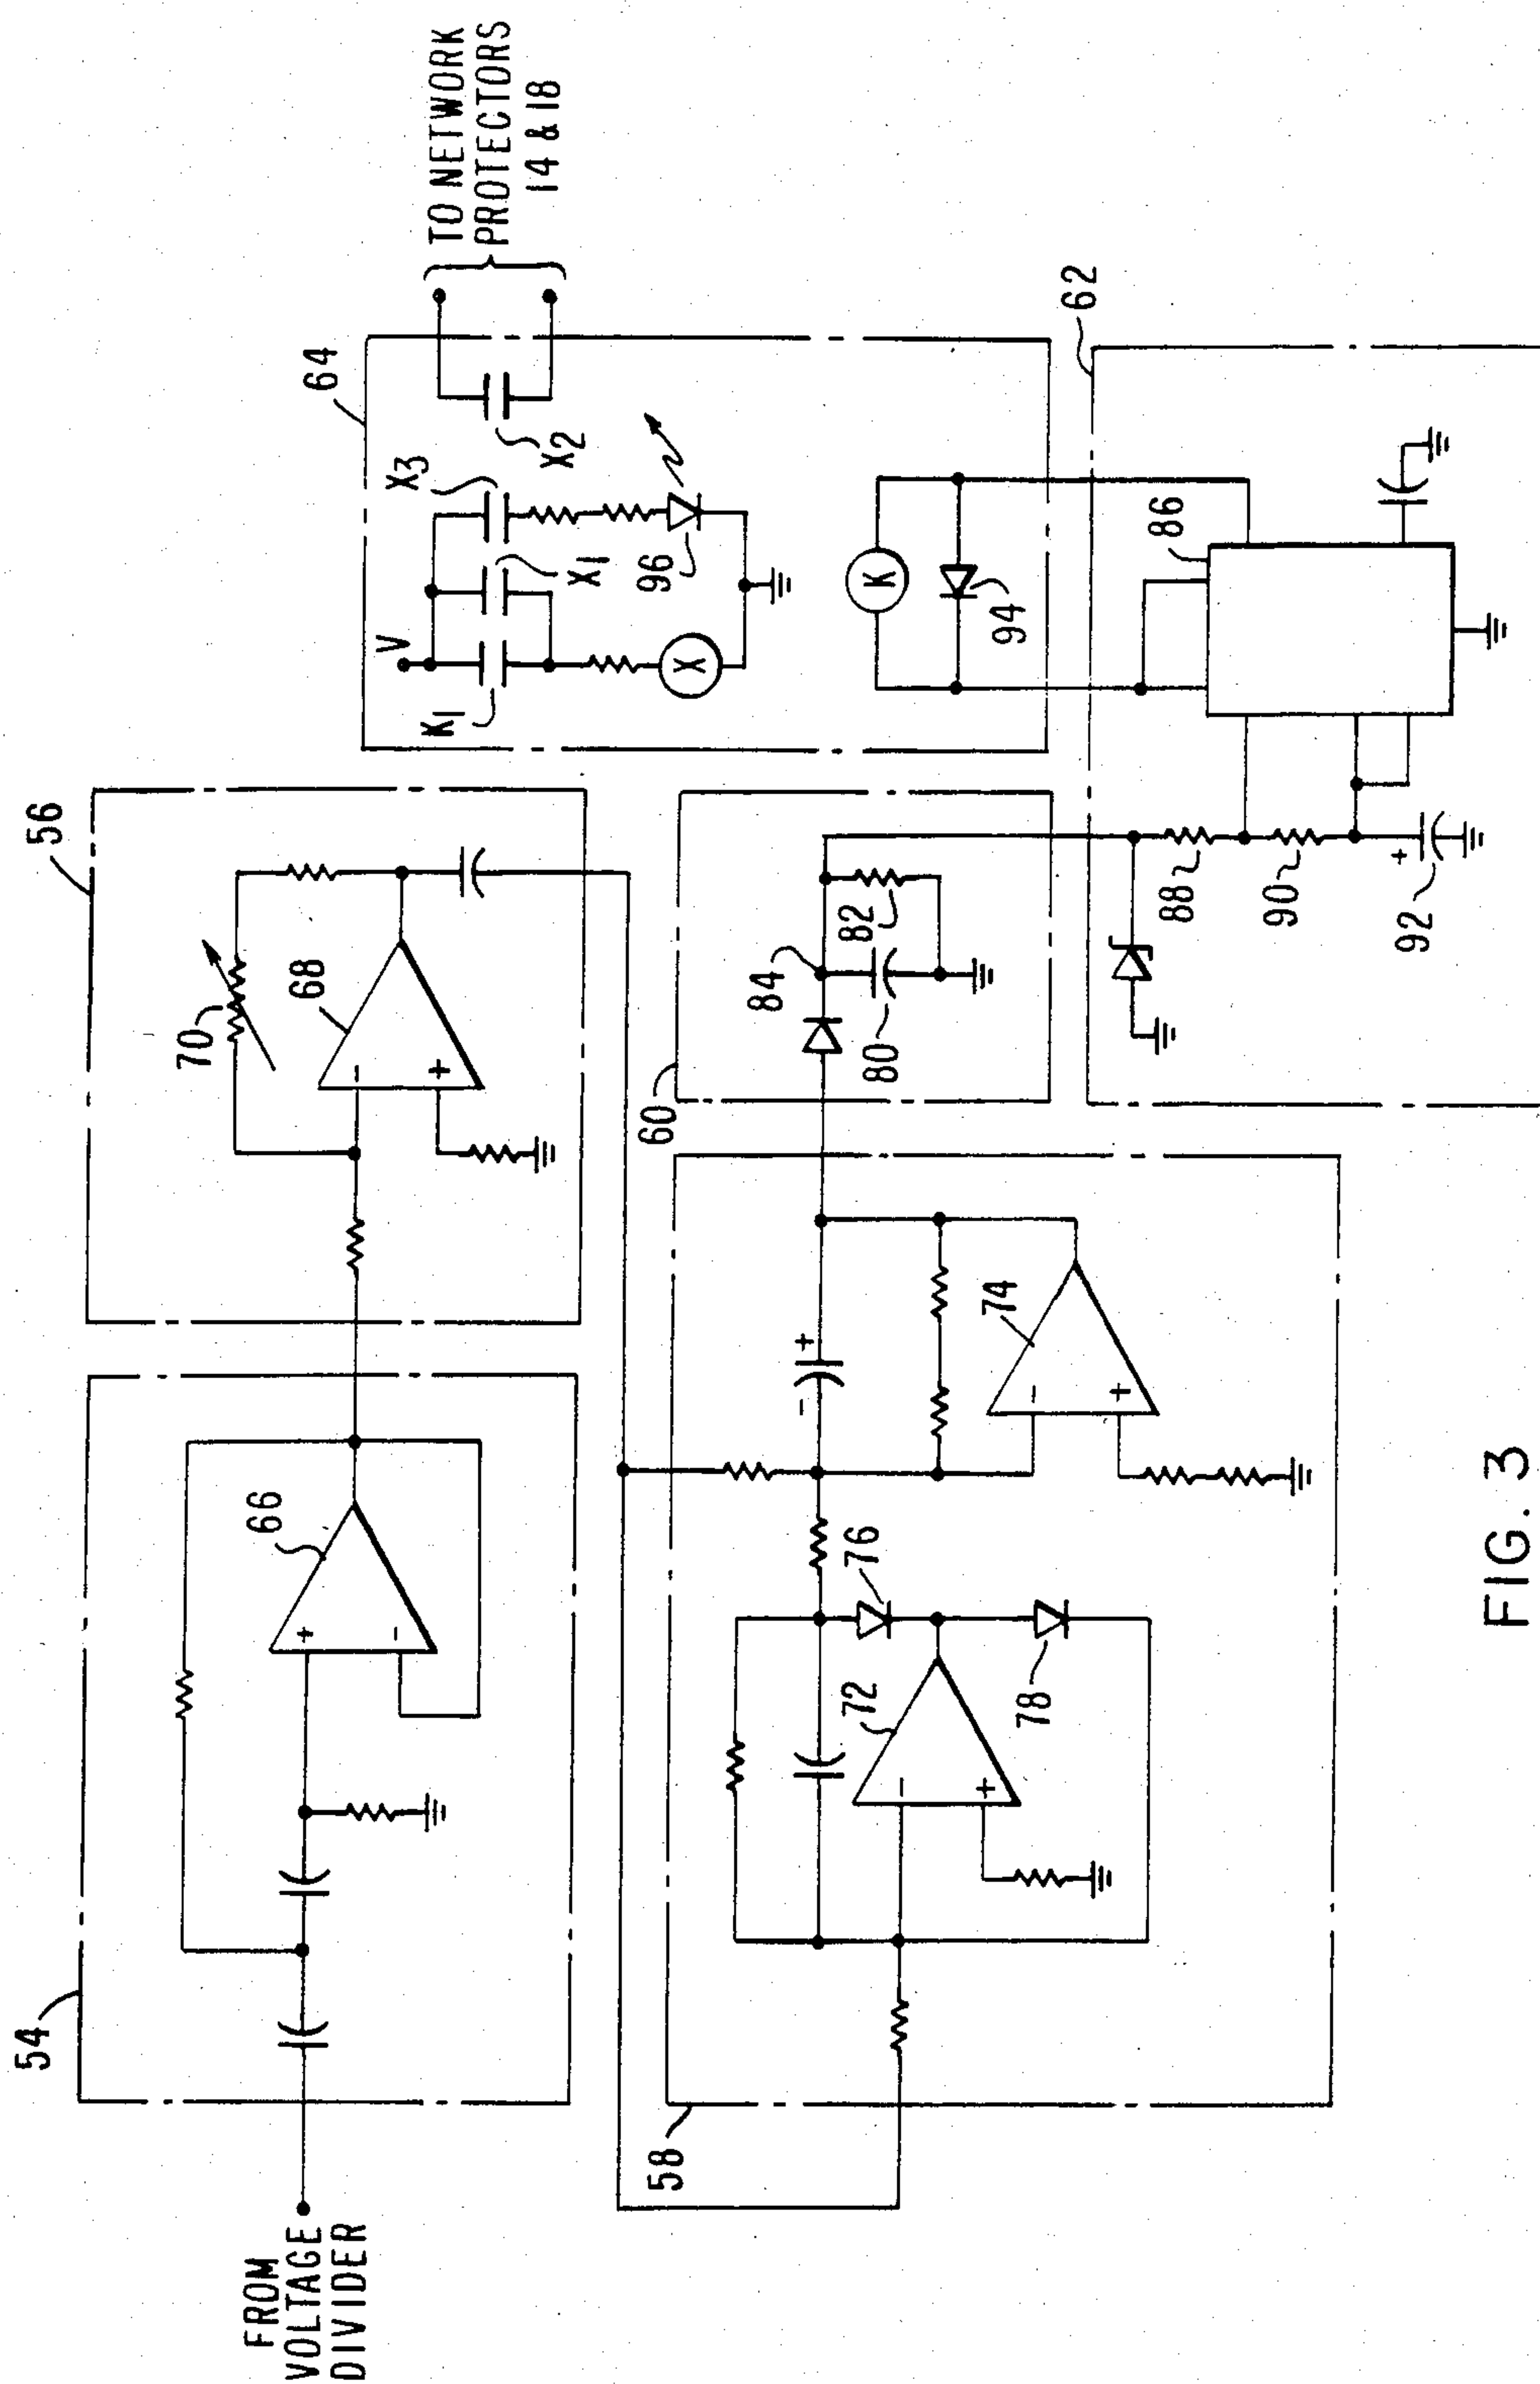 FROM
VOLTAGE
DIVIDER
54
66
+
-
56
70
68
-
+
58
72
-
+
76
78
74
-
+
- +
60
84
80
82
64
V
K1
X1
X3
X2
X
96
K
94
TO NETWORK
PROTECTORS
14 & 18
62
86
88
90
92
+
FIG. 3